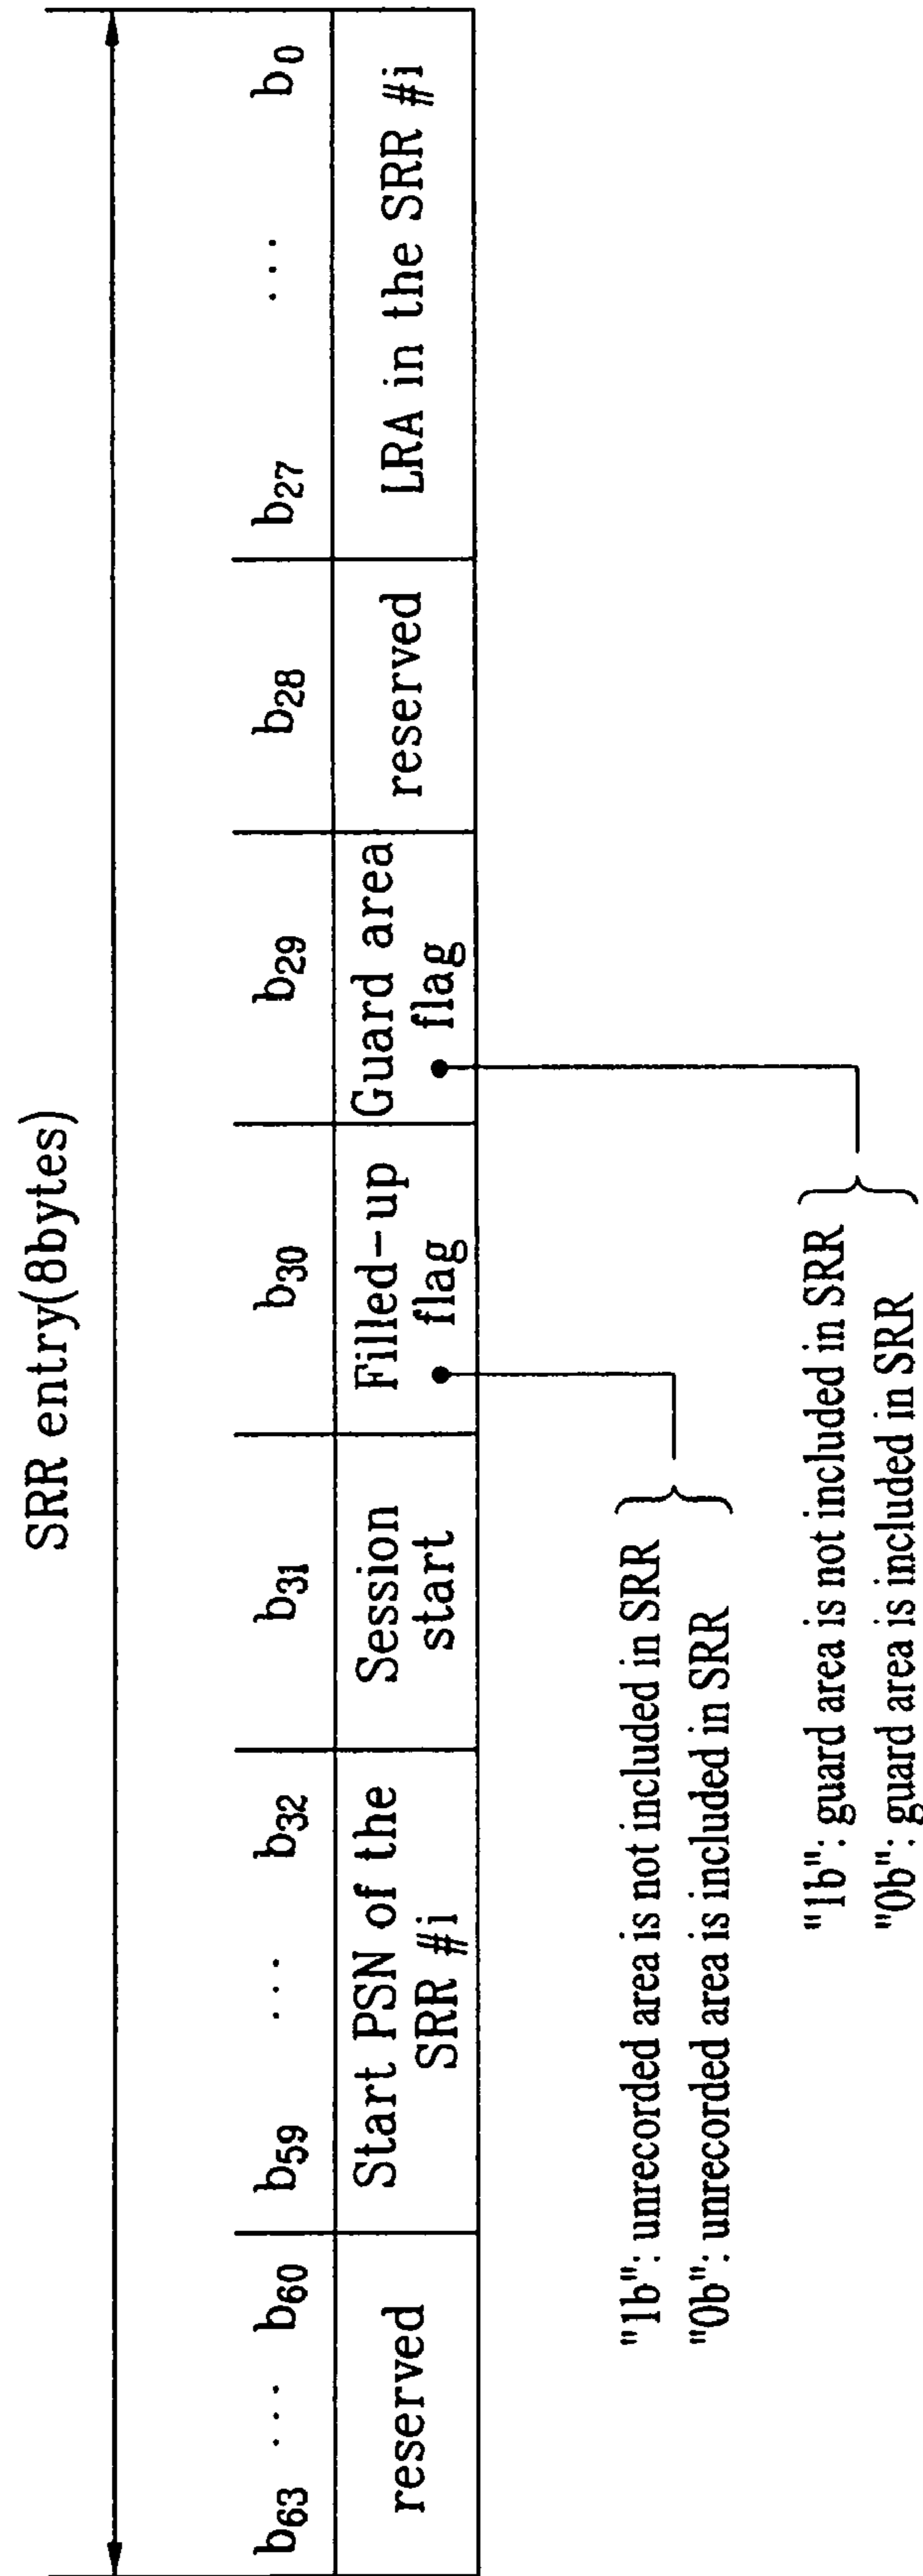 SRR entry(8bytes)
b63 ... b60
b59 ... b32
b31
b30
b29
b28
b27 ... b0
reserved
Start PSN of the
SRR #i
Session
start
Filled-up
flag
Guard area
flag
reserved
LRA in the SRR #i
"1b": unrecorded area is not included in SRR
"0b": unrecorded area is included in SRR
"1b": guard area is not included in SRR
"0b": guard area is included in SRR